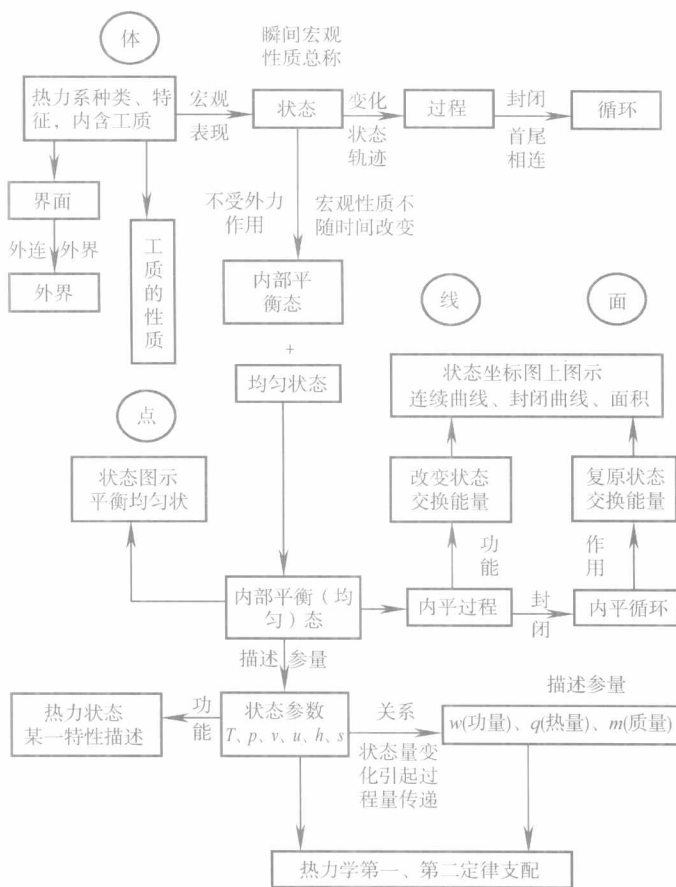 体
瞬间宏观
性质总称
热力系种类、特
征，内含工质
宏观
表现
状态
变化
状态
轨迹
过程
封闭
首尾
相连
循环
界面
外连
外界
外界
工
质
的
性
质
不受外力
作用
宏观性质不
随时间改变
内部平
衡态
+
均匀状态
线
面
状态坐标图上图示
连续曲线、封闭曲线、面积
点
状态图示
平衡均匀状
改变状态
交换能量
复原状态
交换能量
功
能
作
用
内部平衡（均
匀）态
内平过程
封
闭
内平循环
描述
参量
热力状态
某一特性描述
功
能
状态参数
T、p、v、u、h、s
关系
状态量变
化引起过
程量传递
描述参量
w(功量)、q(热量)、m(质量)
热力学第一、第二定律支配